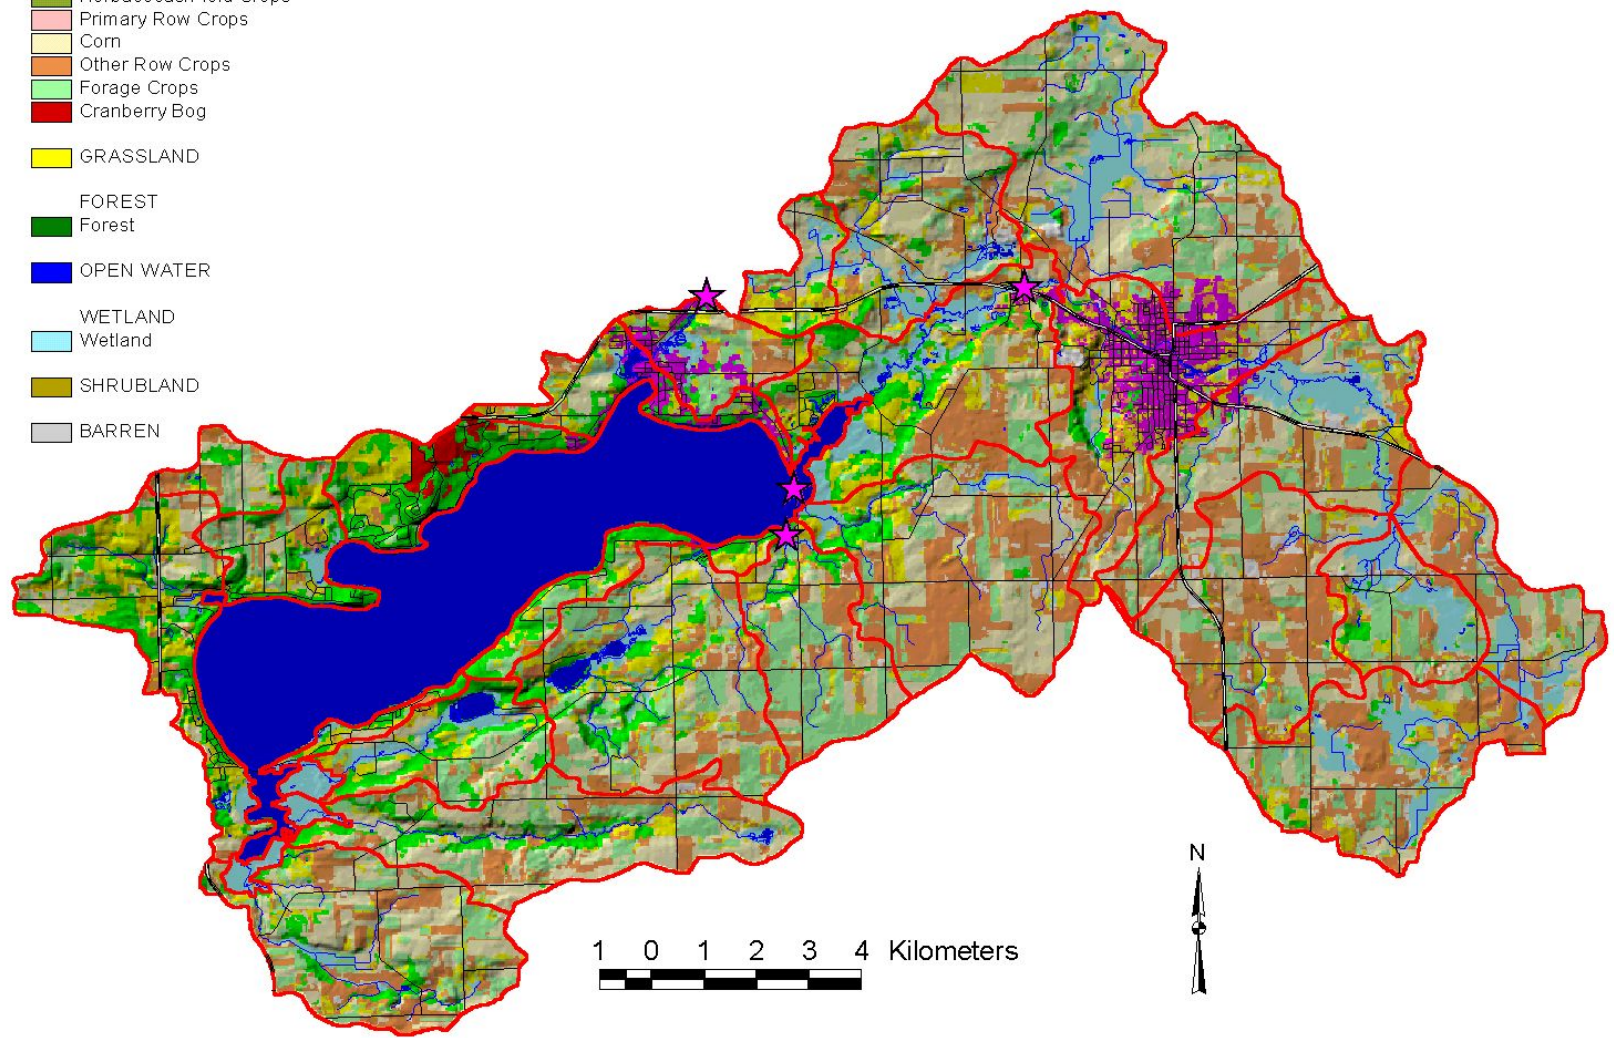 Primary Row Crops
Corn
Other Row Crops
Forage Crops
Cranberry Bog
GRASSLAND
FOREST
Forest
OPEN WATER
WETLAND
Wetland
SHRUBLAND
BARREN
N
1 0 1 2 3 4 Kilometers